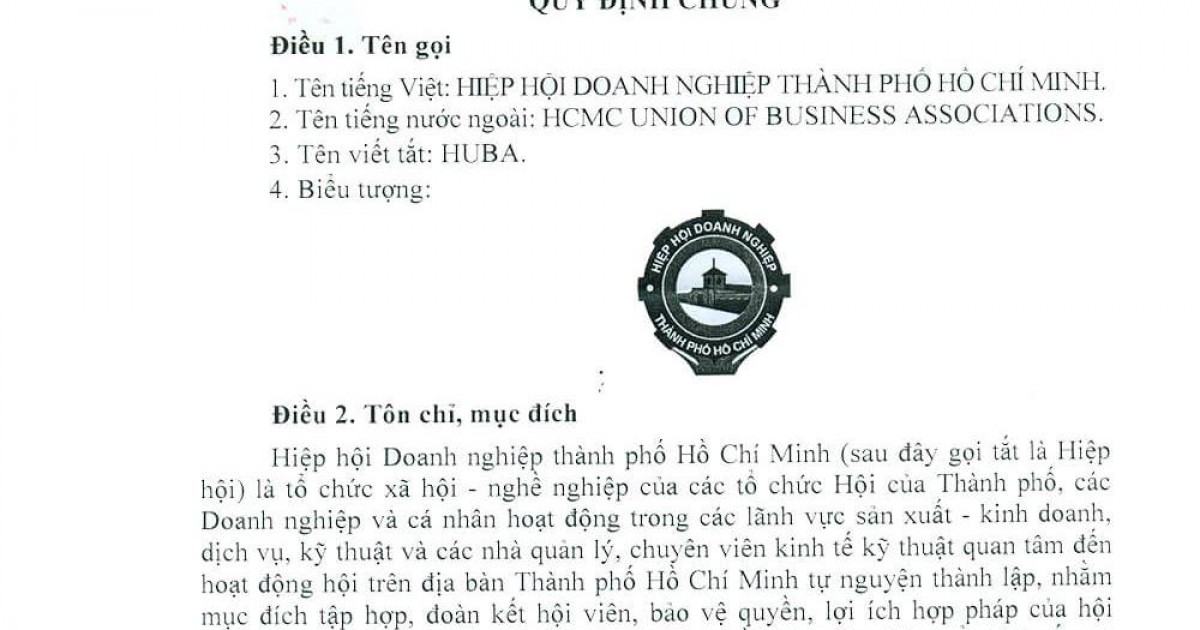 QUY ĐỊNH CHUNG
Điều 1. Tên gọi
1. Tên tiếng Việt: HIỆP HỘI DOANH NGHIỆP THÀNH PHỐ HỒ CHÍ MINH.
2. Tên tiếng nước ngoài: HCMC UNION OF BUSINESS ASSOCIATIONS.
3. Tên viết tắt: HUBA.
4. Biểu tượng:
HIỆP HỘI DOANH NGHIỆP
THÀNH PHỐ HỒ CHÍ MINH
Điều 2. Tôn chỉ, mục đích
Hiệp hội Doanh nghiệp thành phố Hồ Chí Minh (sau đây gọi tắt là Hiệp
hội) là tổ chức xã hội - nghề nghiệp của các tổ chức Hội của Thành phố, các
Doanh nghiệp và cá nhân hoạt động trong các lãnh vực sản xuất - kinh doanh,
dịch vụ, kỹ thuật và các nhà quản lý, chuyên viên kinh tế kỹ thuật quan tâm đến
hoạt động hội trên địa bàn Thành phố Hồ Chí Minh tự nguyện thành lập, nhằm
mục đích tập hợp, đoàn kết hội viên, bảo vệ quyền, lợi ích hợp pháp của hội